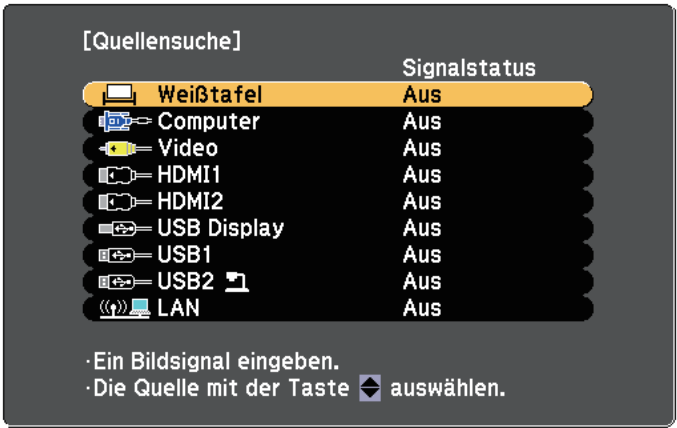 [Quellensuche]
Signalstatus
Weißtafel Aus
Computer Aus
Video Aus
HDMI1 Aus
HDMI2 Aus
USB Display Aus
USB1 Aus
USB2 Aus
LAN Aus
·Ein Bildsignal eingeben.
·Die Quelle mit der Taste auswählen.